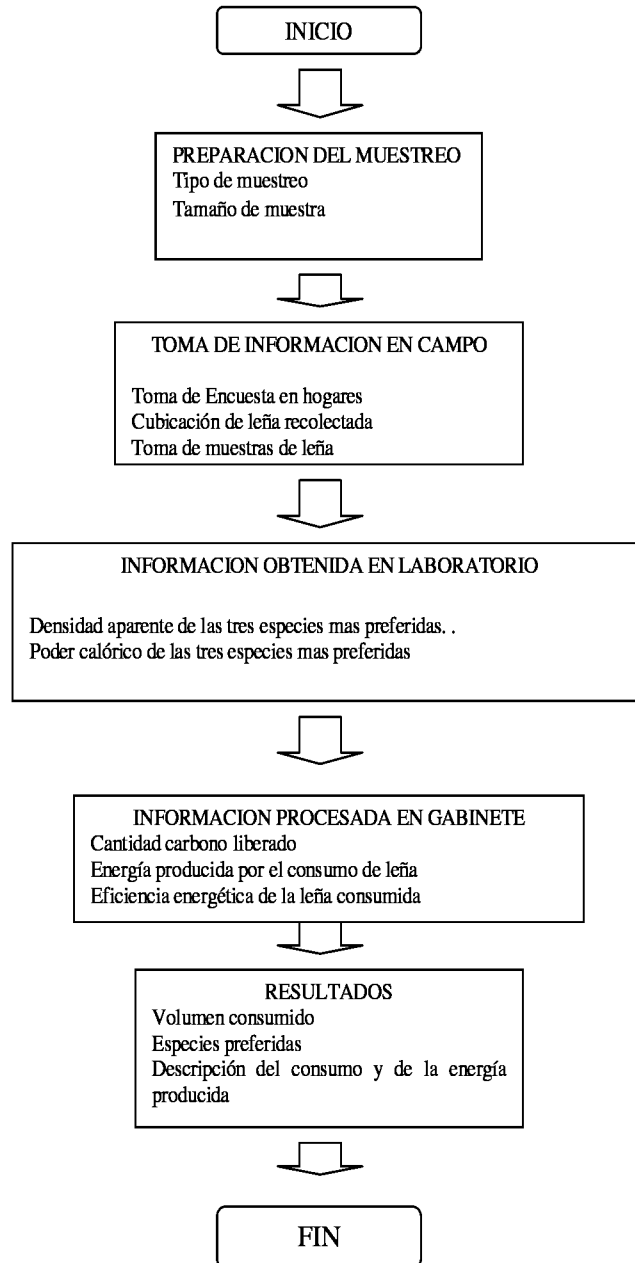 INICIO
PREPARACION DEL MUESTREO
Tipo de muestreo
Tamaño de muestra
TOMA DE INFORMACION EN CAMPO
Toma de Encuesta en hogares
Cubicación de leña recolectada
Toma de muestras de leña
INFORMACION OBTENIDA EN LABORATORIO
Densidad aparente de las tres especies mas preferidas. .
Poder calórico de las tres especies mas preferidas
INFORMACION PROCESADA EN GABINETE
Cantidad carbono liberado
Energía producida por el consumo de leña
Eficiencia energética de la leña consumida
RESULTADOS
Volumen consumido
Especies preferidas
Descripción del consumo y de la energía
producida
FIN